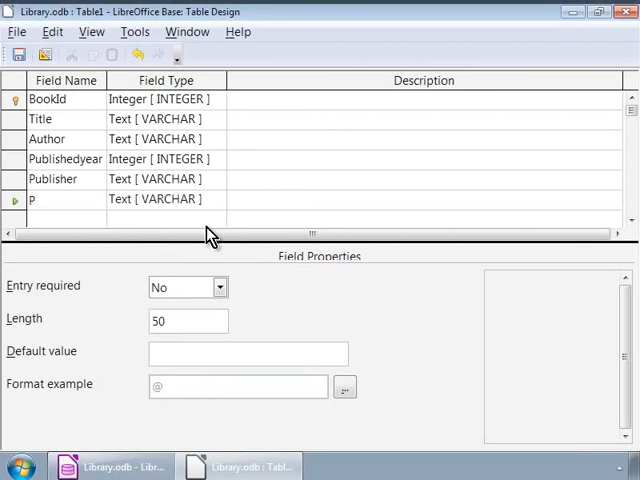 Library.odb : Table1 - LibreOffice Base: Table Design
File Edit View Tools Window Help
Field Name Field Type Description
BookId Integer [ INTEGER ]
Title Text [ VARCHAR ]
Author Text [ VARCHAR ]
Publishedyear Integer [ INTEGER ]
Publisher Text [ VARCHAR ]
P Text [ VARCHAR ]
Field Properties
Entry required No
Length 50
Default value
Format example @ ...
Library.odb - Libr... Library.odb : Tabl...